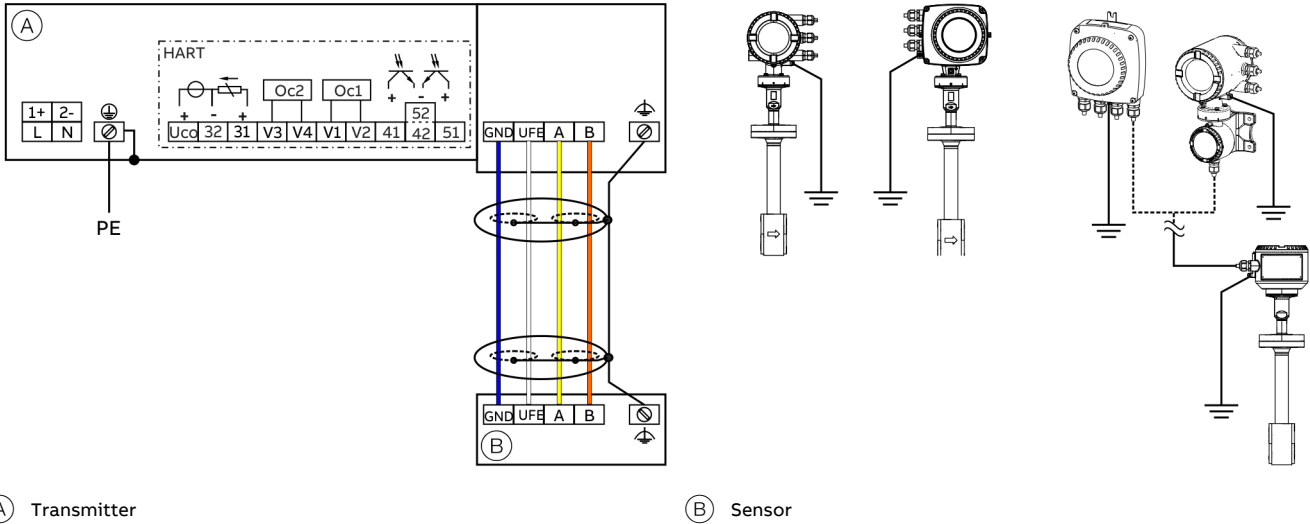 A
HART
Oc2 Oc1
+ - + + - +
1+ 2- 52
L N Uco 32 31 V3 V4 V1 V2 41 42 51
GND UFE A B
PE
GND UFE A B
B
A Transmitter
B Sensor